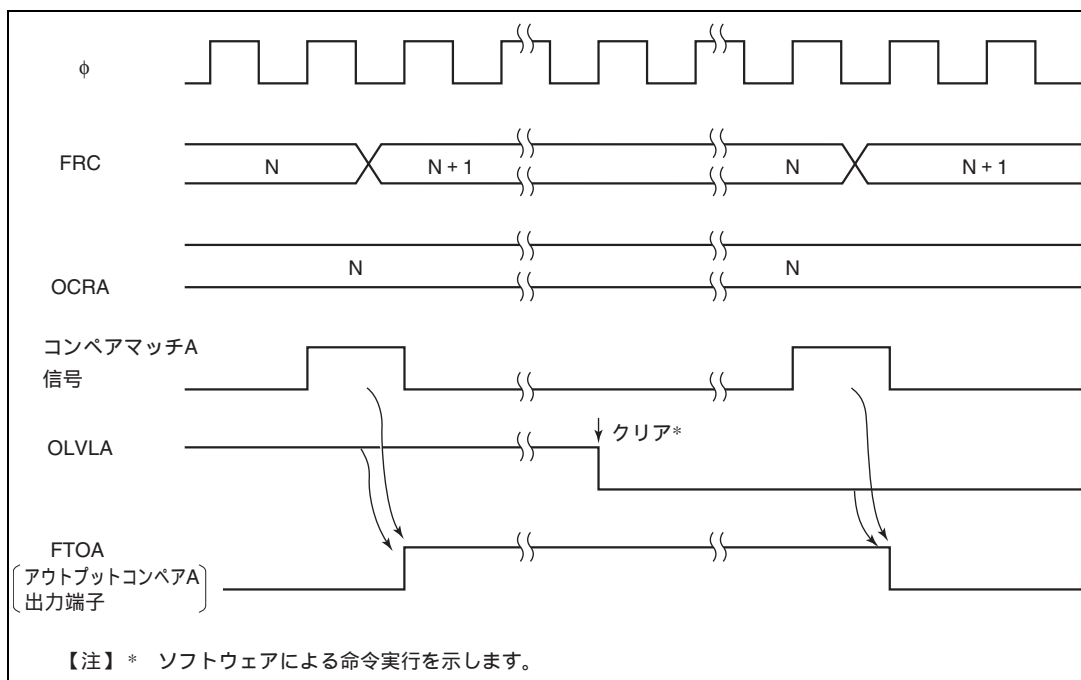 φ
FRC
N
N + 1
N
N + 1
OCRA
N
N
コンペアマッチA
信号
OLVLA
クリア*
FTOA
アウトプットコンペアA
出力端子
【注】* ソフトウェアによる命令実行を示します。